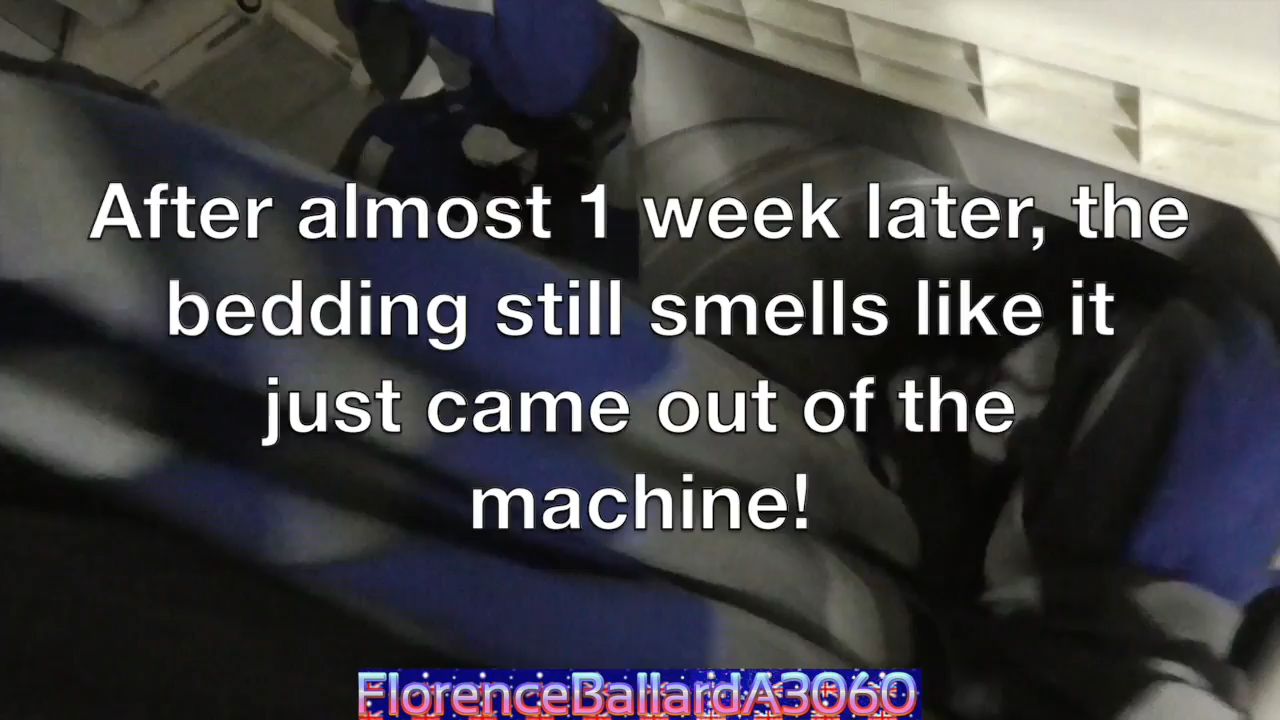 After almost 1 week later, the
bedding still smells like it
just came out of the
machine!
FlorenceBallardA3060